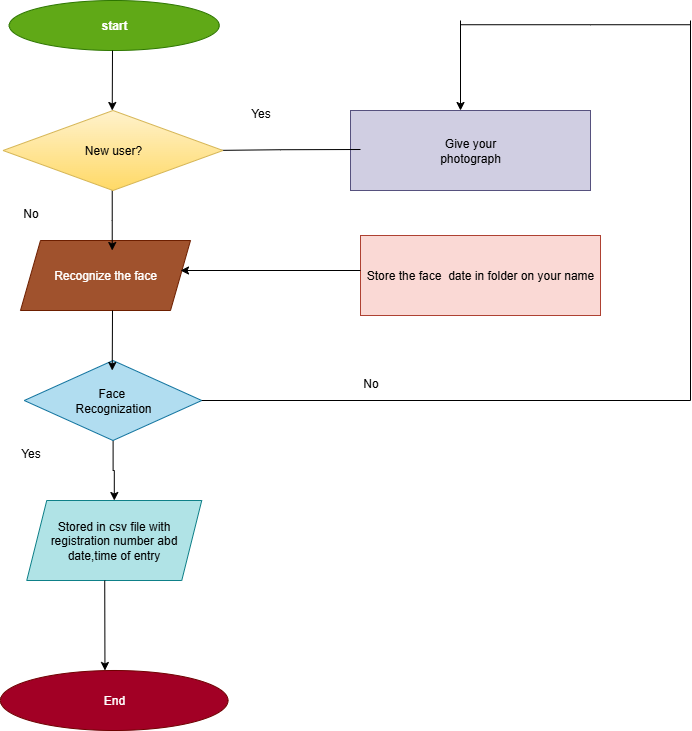 start
Yes
New user?
Give your
photograph
No
Recognize the face
Store the face  date in folder on your name
Face
Recognization
No
Yes
Stored in csv file with
registration number abd
date,time of entry
End